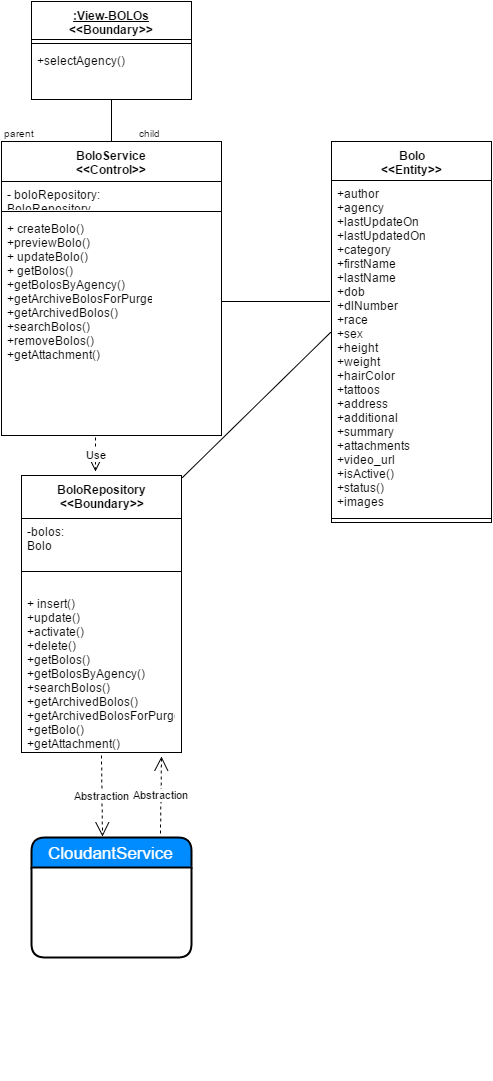 :View-BOLOs
<<Boundary>>
+selectAgency()
parent
child
BoloService
<<Control>>
- boloRepository:
BoloRepository
+ createBolo()
+previewBolo()
+ updateBolo()
+ getBolos()
+getBolosByAgency()
+getArchiveBolosForPurge
+getArchivedBolos()
+searchBolos()
+removeBolos()
+getAttachment()
Bolo
<<Entity>>
+author
+agency
+lastUpdateOn
+lastUpdatedOn
+category
+firstName
+lastName
+dob
+dlNumber
+race
+sex
+height
+weight
+hairColor
+tattoos
+address
+additional
+summary
+attachments
+video_url
+isActive()
+status()
+images
Use
BoloRepository
<<Boundary>>
-bolos:
Bolo
+ insert()
+update()
+activate()
+delete()
+getBolos()
+getBolosByAgency()
+searchBolos()
+getArchivedBolos()
+getArchivedBolosForPurg
+getBolo()
+getAttachment()
Abstraction
Abstraction
CloudantService